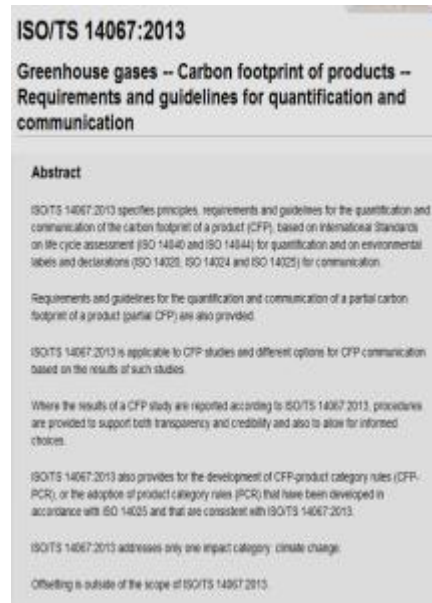 ISO/TS 14067:2013
Greenhouse gases -- Carbon footprint of products --
Requirements and guidelines for quantification and
communication
Abstract
ISO/TS 14067:2013 specifies principles, requirements and guidelines for the quantification and
communication of the carbon footprint of a product (CFP), based on International Standards
on life cycle assessment (ISO 14040 and ISO 14044) for quantification and on environmental
labels and declarations (ISO 14020, ISO 14024 and ISO 14025) for communication.
Requirements and guidelines for the quantification and communication of a partial carbon
footprint of a product (partial CFP) are also provided.
ISO/TS 14067:2013 is applicable to CFP studies and different options for CFP communication
based on the results of such studies.
Where the results of a CFP study are reported according to ISO/TS 14067:2013, procedures
are provided to support both transparency and credibility and also to allow for informed
choices.
ISO/TS 14067:2013 also provides for the development of CFP-product category rules (CFP-
PCR), or the adoption of product category rules (PCR) that have been developed in
accordance with ISO 14025 and that are consistent with ISO/TS 14067:2013.
ISO/TS 14067:2013 addresses only one impact category: climate change.
Offsetting is outside of the scope of ISO/TS 14067:2013.